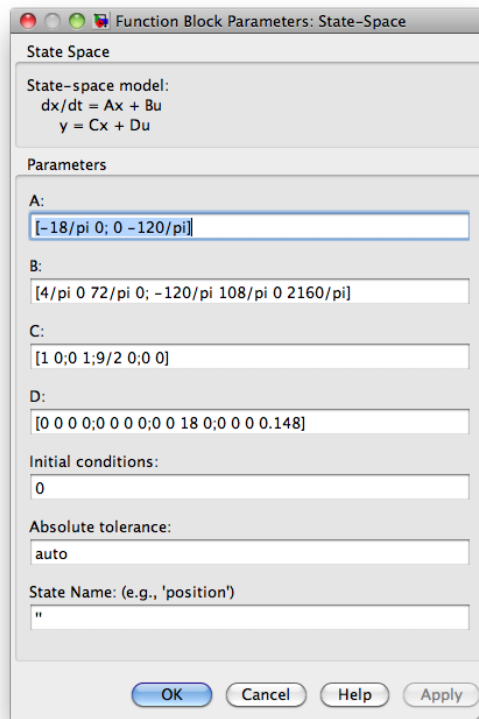 Function Block Parameters: State-Space
State Space
State-space model:
dx/dt = Ax + Bu
y = Cx + Du
Parameters
A:
[-18/pi 0; 0 -120/pi]
B:
[4/pi 0 72/pi 0; -120/pi 108/pi 0 2160/pi]
C:
[1 0;0 1;9/2 0;0 0]
D:
[0 0 0 0;0 0 0 0;0 0 18 0;0 0 0 0.148]
Initial conditions:
0
Absolute tolerance:
auto
State Name: (e.g., 'position')
''
OK Cancel Help Apply